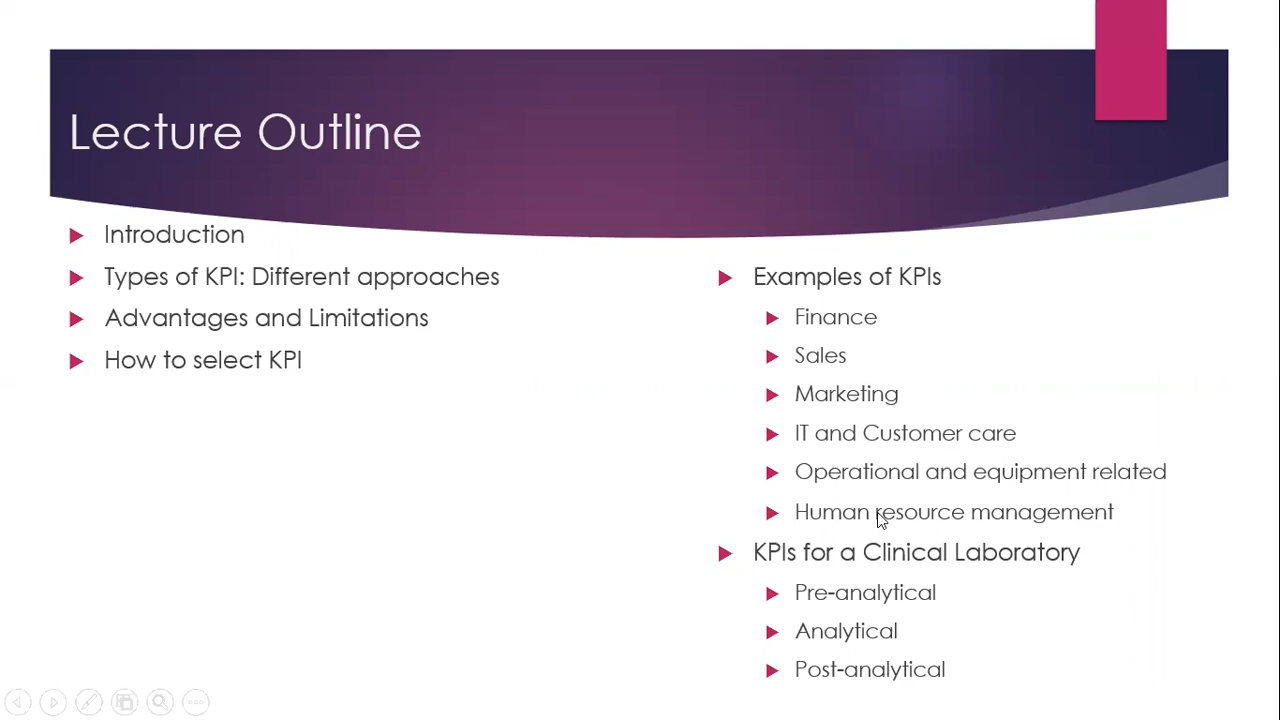 Lecture Outline
Introduction
Types of KPI: Different approaches
Advantages and Limitations
How to select KPI
Examples of KPIs
Finance
Sales
Marketing
IT and Customer care
Operational and equipment related
Human resource management
KPIs for a Clinical Laboratory
Pre-analytical
Analytical
Post-analytical